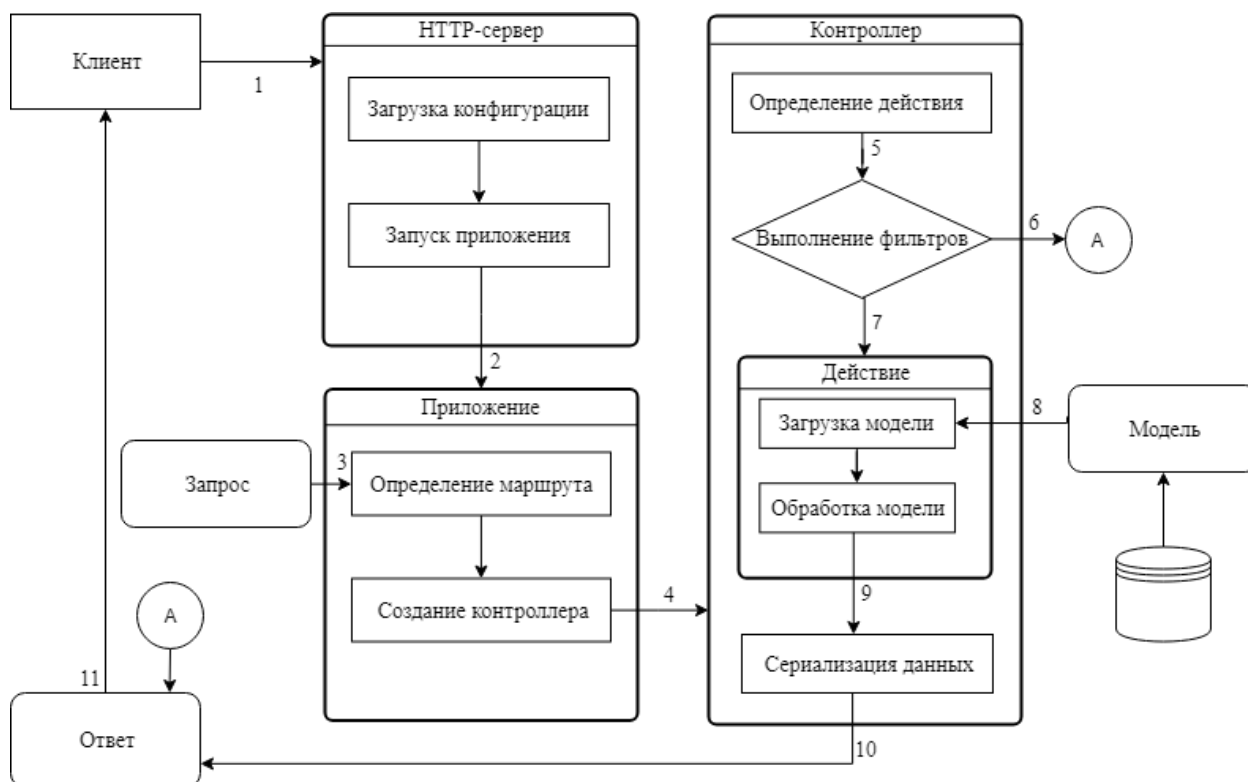 Клиент
1
HTTP-сервер
Загрузка конфигурации
Запуск приложения
2
Приложение
Запрос
3
Определение маршрута
Создание контроллера
4
Контроллер
Определение действия
5
Выполнение фильтров
6
A
7
Действие
Загрузка модели
8
Модель
Обработка модели
9
Сериализация данных
10
A
Ответ
11